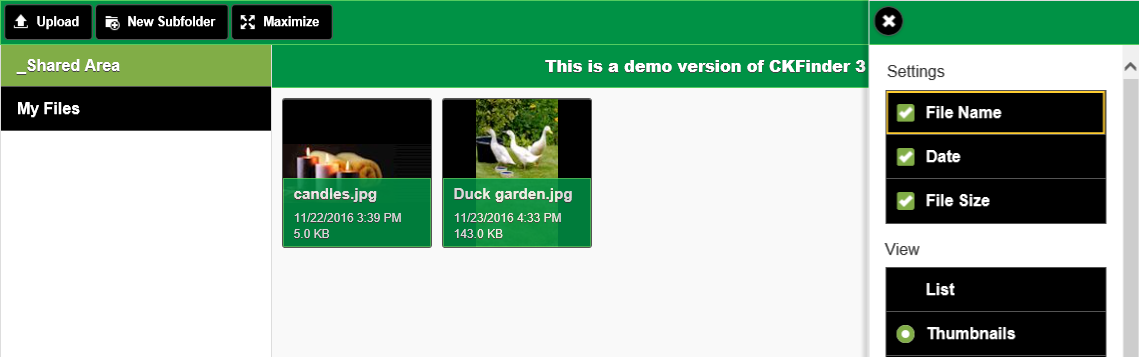 Upload
New Subfolder
Maximize
_Shared Area
My Files
This is a demo version of CKFinder 3
candles.jpg
11/22/2016 3:39 PM
5.0 KB
Duck garden.jpg
11/23/2016 4:33 PM
143.0 KB
Settings
File Name
Date
File Size
View
List
Thumbnails